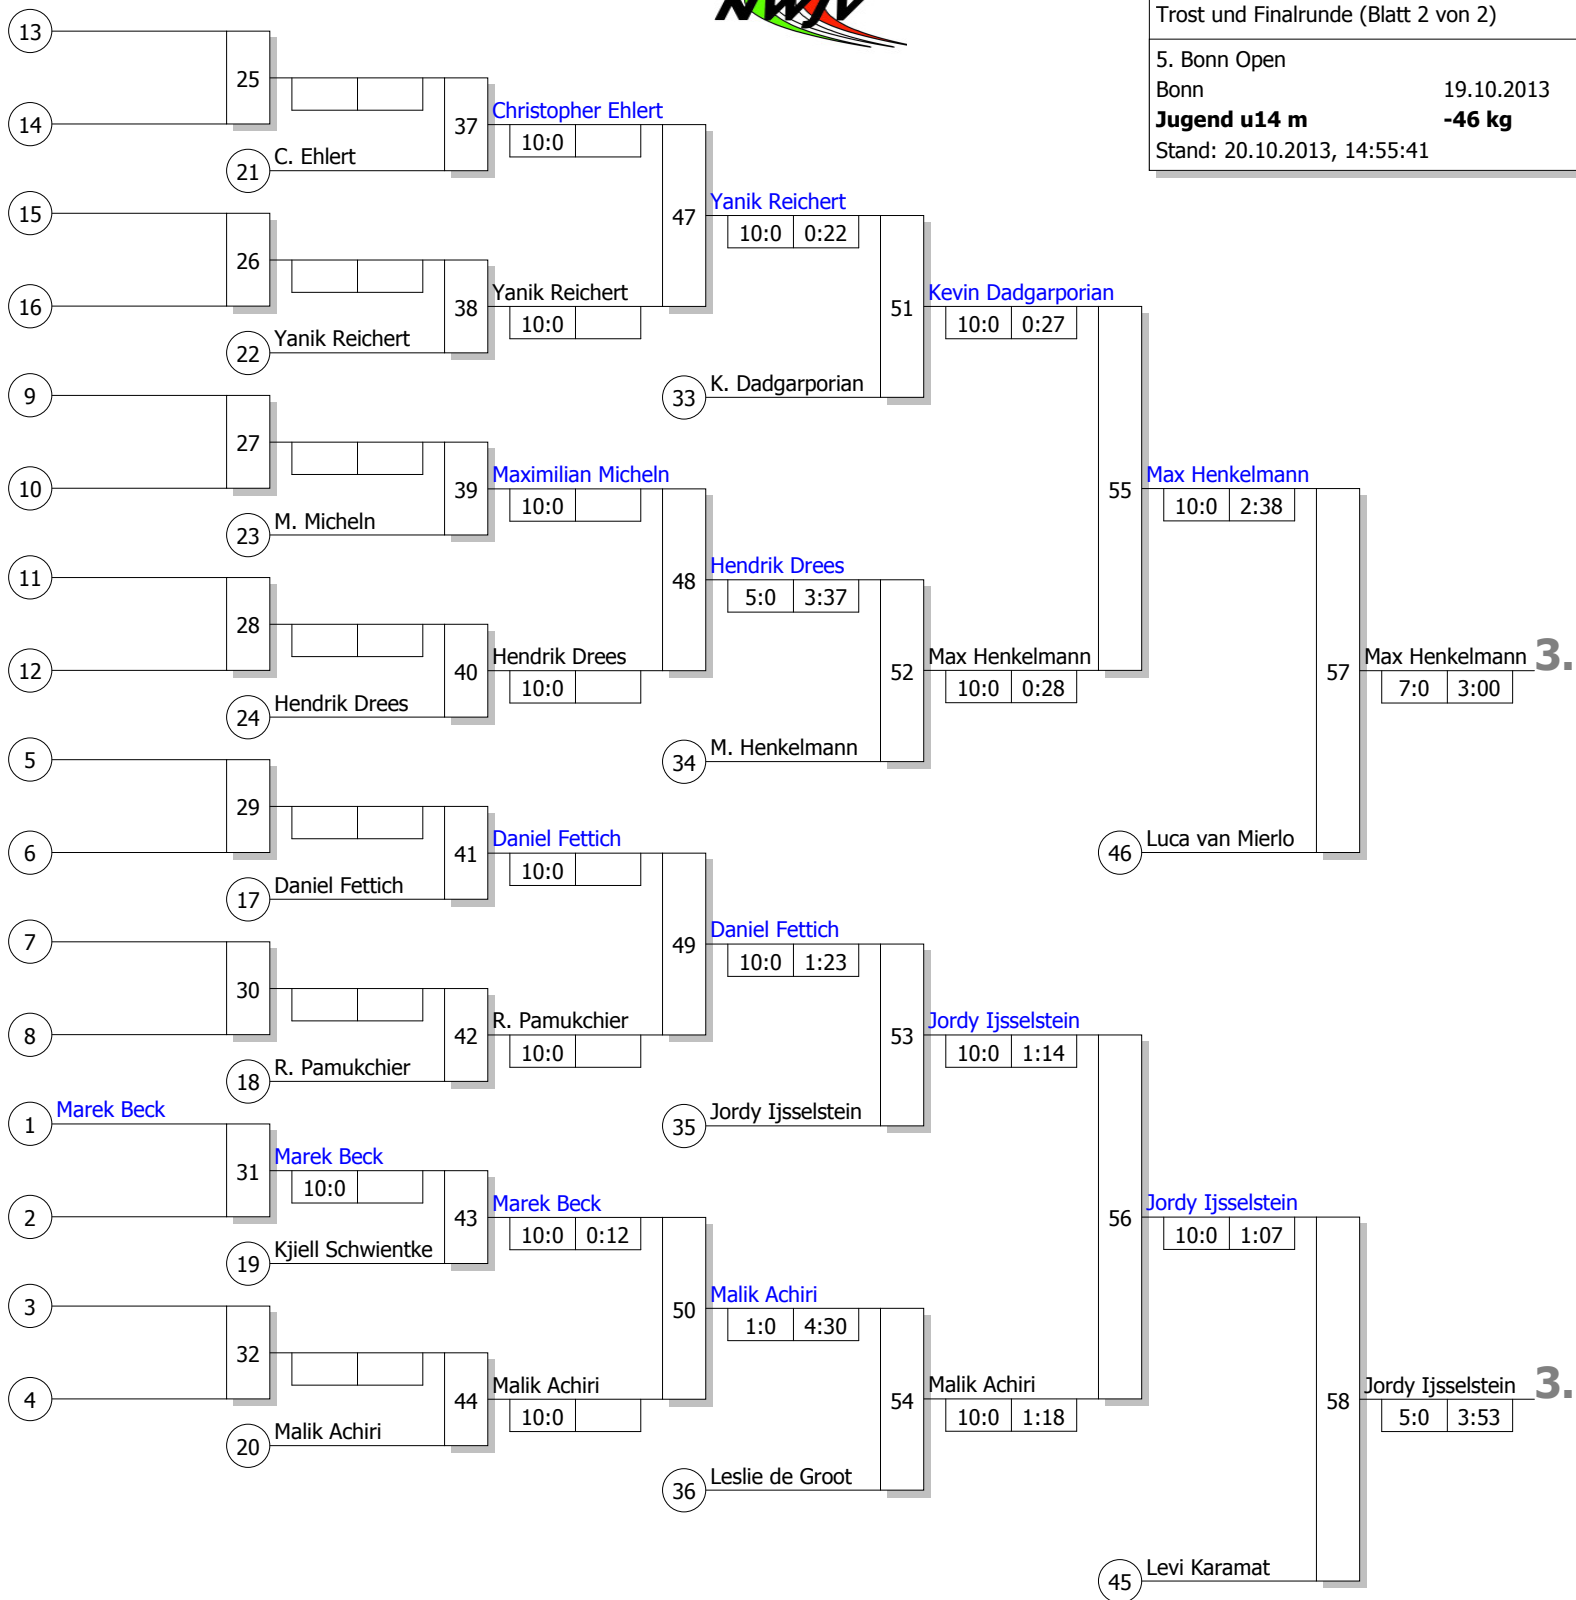 NWJV
Trost und Finalrunde (Blatt 2 von 2)
5. Bonn Open
Bonn 19.10.2013
Jugend u14 m -46 kg
Stand: 20.10.2013, 14:55:41
13
25
14
37
Christopher Ehlert
10:0
21 C. Ehlert
15
47
Yanik Reichert
10:0 0:22
26
16
38
Yanik Reichert
10:0
22 Yanik Reichert
51
Kevin Dadgarporian
10:0 0:27
33 K. Dadgarporian
9
27
10
39
Maximilian Micheln
10:0
23 M. Micheln
55
Max Henkelmann
10:0 2:38
11
48
Hendrik Drees
5:0 3:37
28
12
40
Hendrik Drees
10:0
24 Hendrik Drees
52
Max Henkelmann
10:0 0:28
34 M. Henkelmann
57
Max Henkelmann 3.
7:0 3:00
5
29
6
41
Daniel Fettich
10:0
17 Daniel Fettich
46 Luca van Mierlo
7
49
Daniel Fettich
10:0 1:23
30
8
42
R. Pamukchier
10:0
18 R. Pamukchier
53
Jordy Ijsselstein
10:0 1:14
35 Jordy Ijsselstein
1 Marek Beck
31
Marek Beck
10:0
2
43
Marek Beck
10:0 0:12
19 Kjiell Schwientke
56
Jordy Ijsselstein
10:0 1:07
3
50
Malik Achiri
1:0 4:30
32
4
44
Malik Achiri
10:0
20 Malik Achiri
54
Malik Achiri
10:0 1:18
36 Leslie de Groot
58
Jordy Ijsselstein 3.
5:0 3:53
45 Levi Karamat